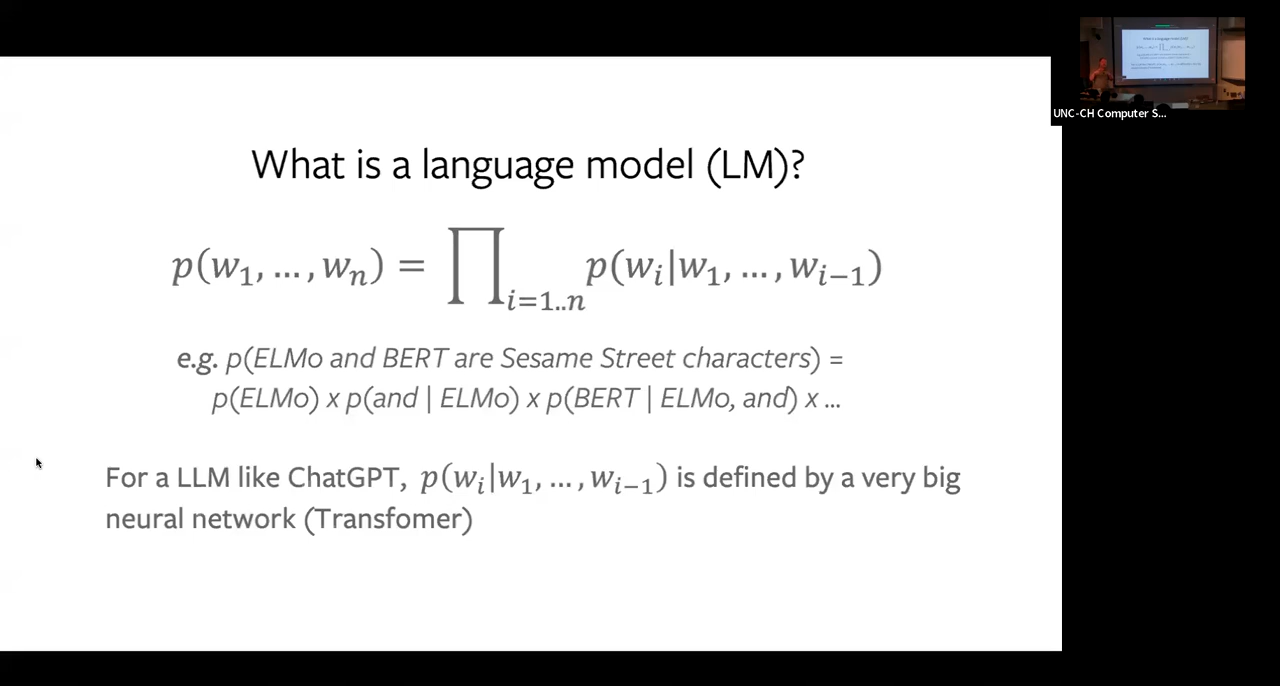 What is a language model (LM)?
p(w₁, ..., wₙ) = ∏ᵢ₌₁..ₙ p(wᵢ|w₁, ..., wᵢ₋₁)
e.g. p(ELMo and BERT are Sesame Street characters) =
p(ELMo) x p(and | ELMo) x p(BERT | ELMo, and) x ...
For a LLM like ChatGPT, p(wᵢ|w₁, ..., wᵢ₋₁) is defined by a very big
neural network (Transfomer)
UNC-CH Computer S...